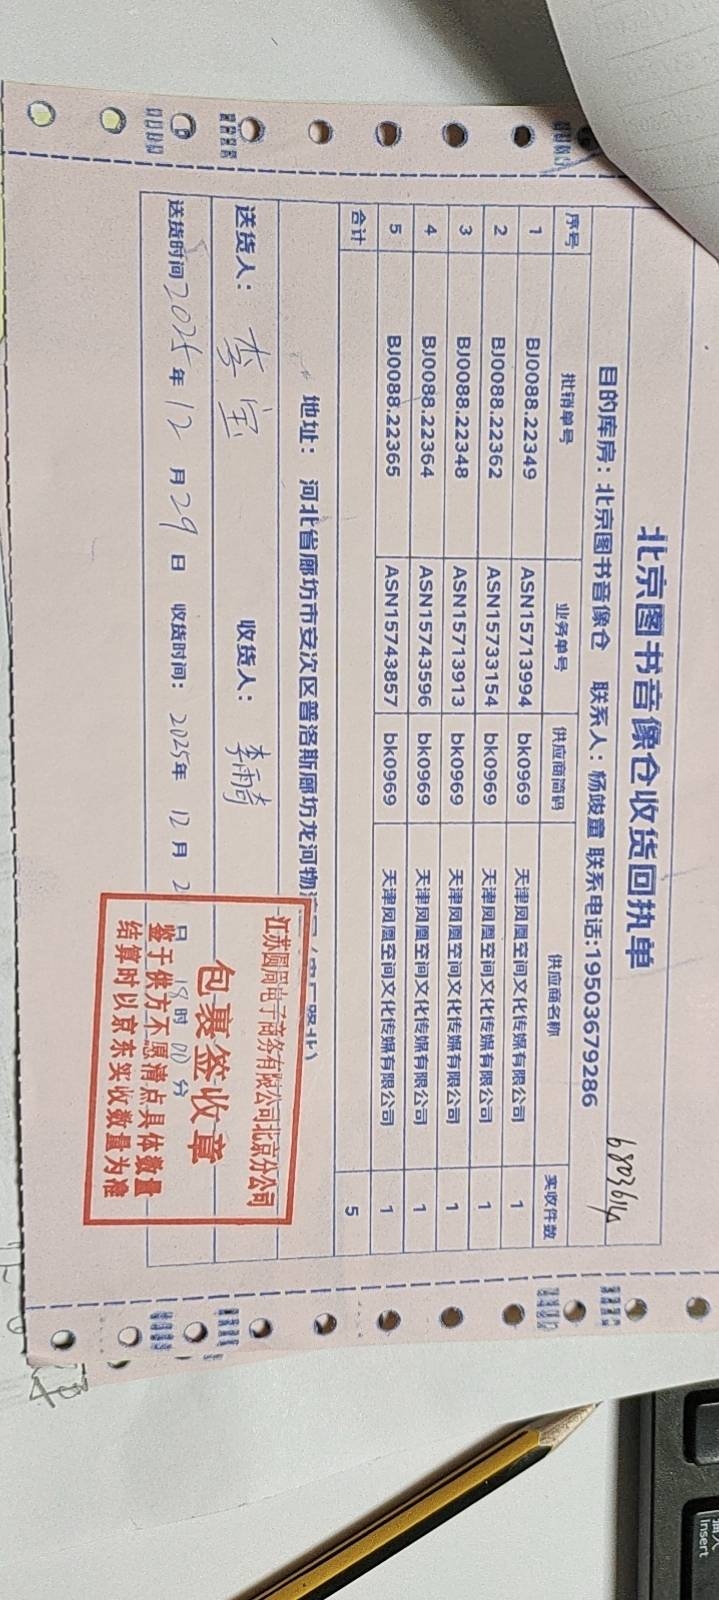 北京图书音像仓收货回执单
6803614
目的库房：北京图书音像仓 联系人：杨竣童 联系电话:19503679286
序号 批销单号 业务单号 供应商简码 供应商名称 实收件数
1 BJ0088.22349 ASN15713994 bk0969 天津凤凰空间文化传媒有限公司 1
2 BJ0088.22362 ASN15733154 bk0969 天津凤凰空间文化传媒有限公司 1
3 BJ0088.22348 ASN15713913 bk0969 天津凤凰空间文化传媒有限公司 1
4 BJ0088.22364 ASN15743596 bk0969 天津凤凰空间文化传媒有限公司 1
5 BJ0088.22365 ASN15743857 bk0969 天津凤凰空间文化传媒有限公司 1
合计 5
地址： 河北省廊坊市安次区普洛斯廊坊龙河物
送货人： 李宝 收货人： 李雨奇
送货时间 2025 年 12 月 29 日 收货时间： 2025年 12 月 2 日 18时 00 分
江苏圆周电子商务有限公司北京分公司
包裹签收章
鉴于供方不愿清点具体数量
结算时以京东实收数量为准
插入
Insert